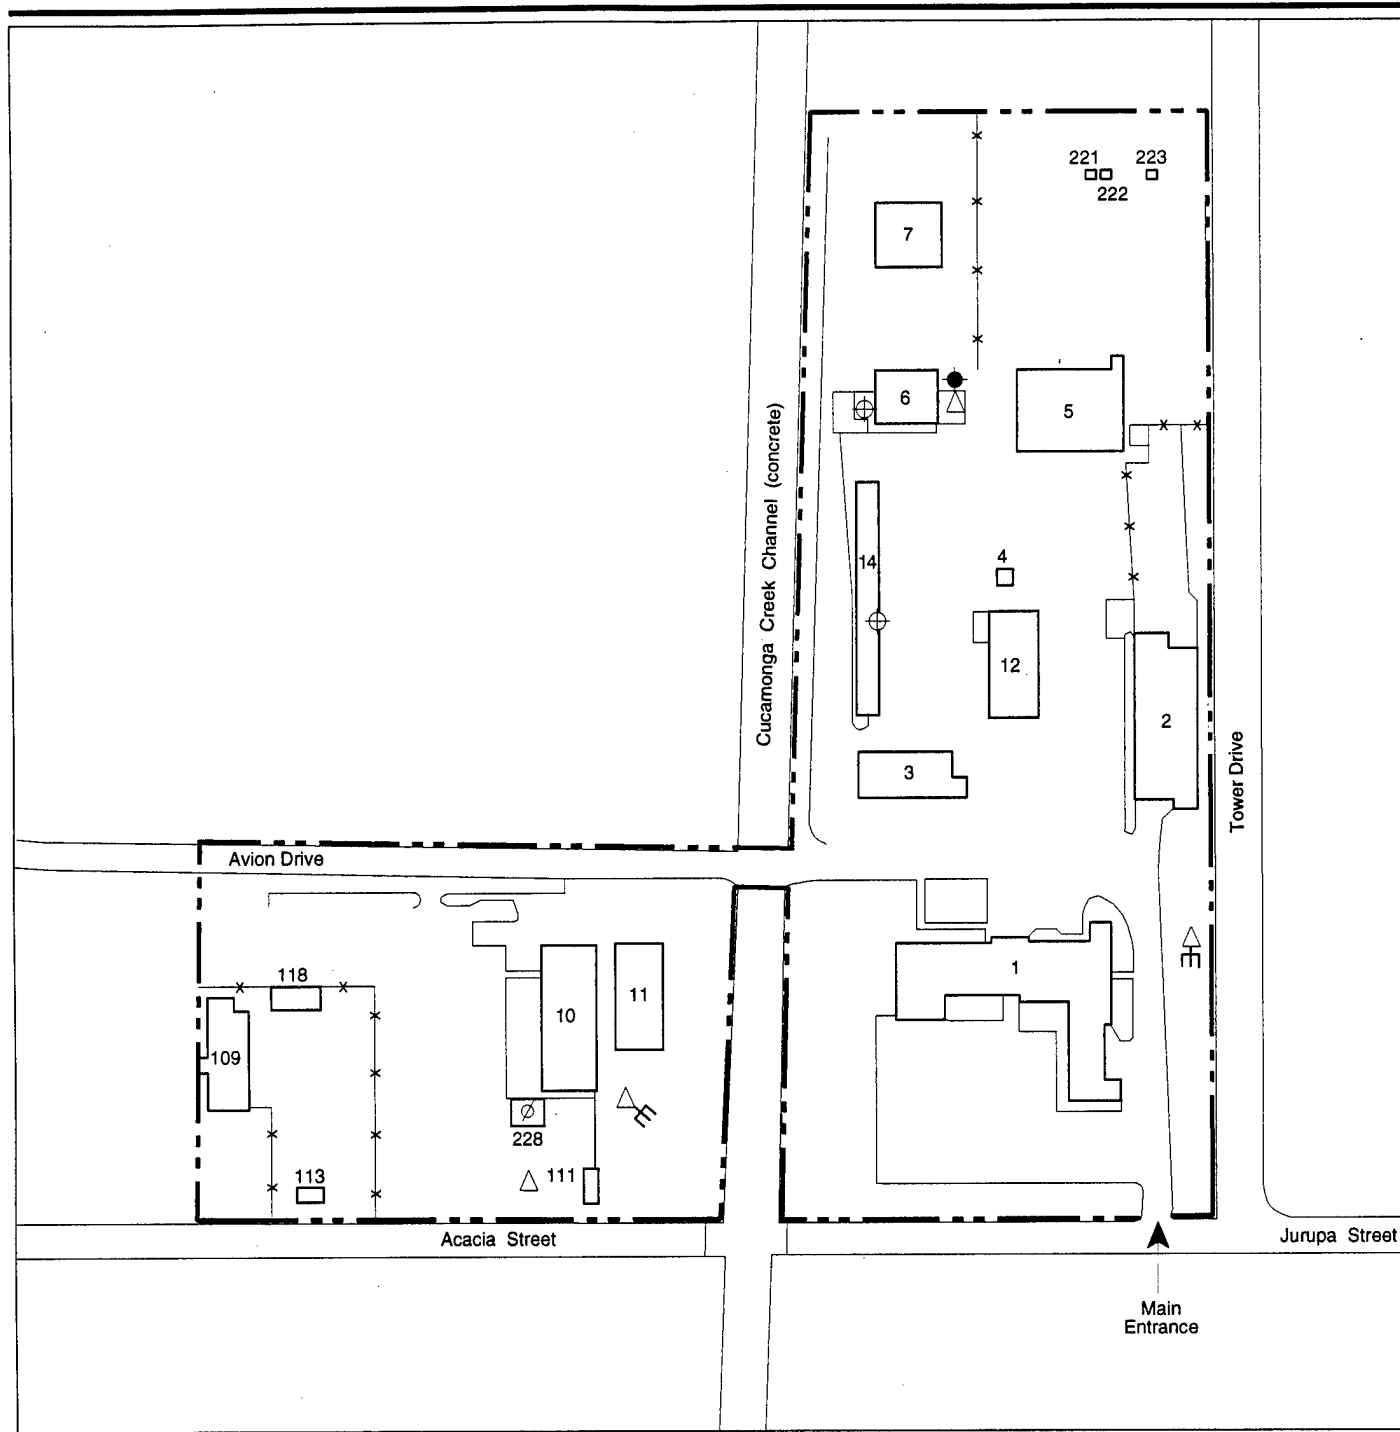 221 223
222
7
6
5
Cucamonga Creek Channel (concrete)
14
4
12
2
3
Tower Drive
Avion Drive
118
1
11
10
109
228
111
113
Acacia Street
Jurupa Street
Main
Entrance